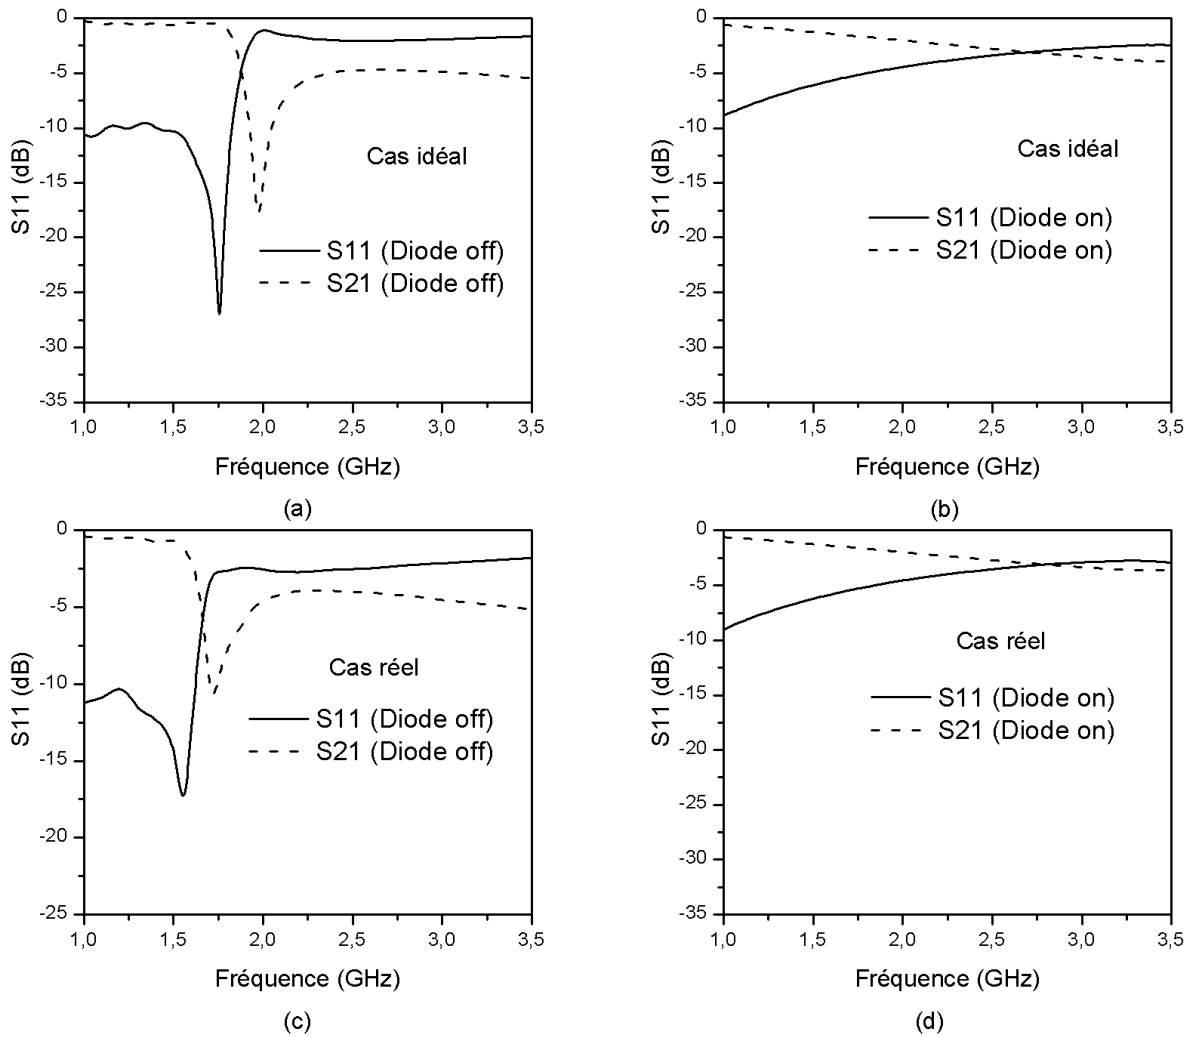 0
-5
-10
-15
-20
-25
-30
-35
S11 (dB)
Cas idéal
S11 (Diode off)
S21 (Diode off)
1,0 1,5 2,0 2,5 3,0 3,5
Fréquence (GHz)
(a)
0
-5
-10
-15
-20
-25
-30
-35
S11 (dB)
Cas idéal
S11 (Diode on)
S21 (Diode on)
1,0 1,5 2,0 2,5 3,0 3,5
Fréquence (GHz)
(b)
0
-5
-10
-15
-20
-25
S11 (dB)
Cas réel
S11 (Diode off)
S21 (Diode off)
1,0 1,5 2,0 2,5 3,0 3,5
Fréquence (GHz)
(c)
0
-5
-10
-15
-20
-25
-30
-35
S11 (dB)
Cas réel
S11 (Diode on)
S21 (Diode on)
1,0 1,5 2,0 2,5 3,0 3,5
Fréquence (GHz)
(d)